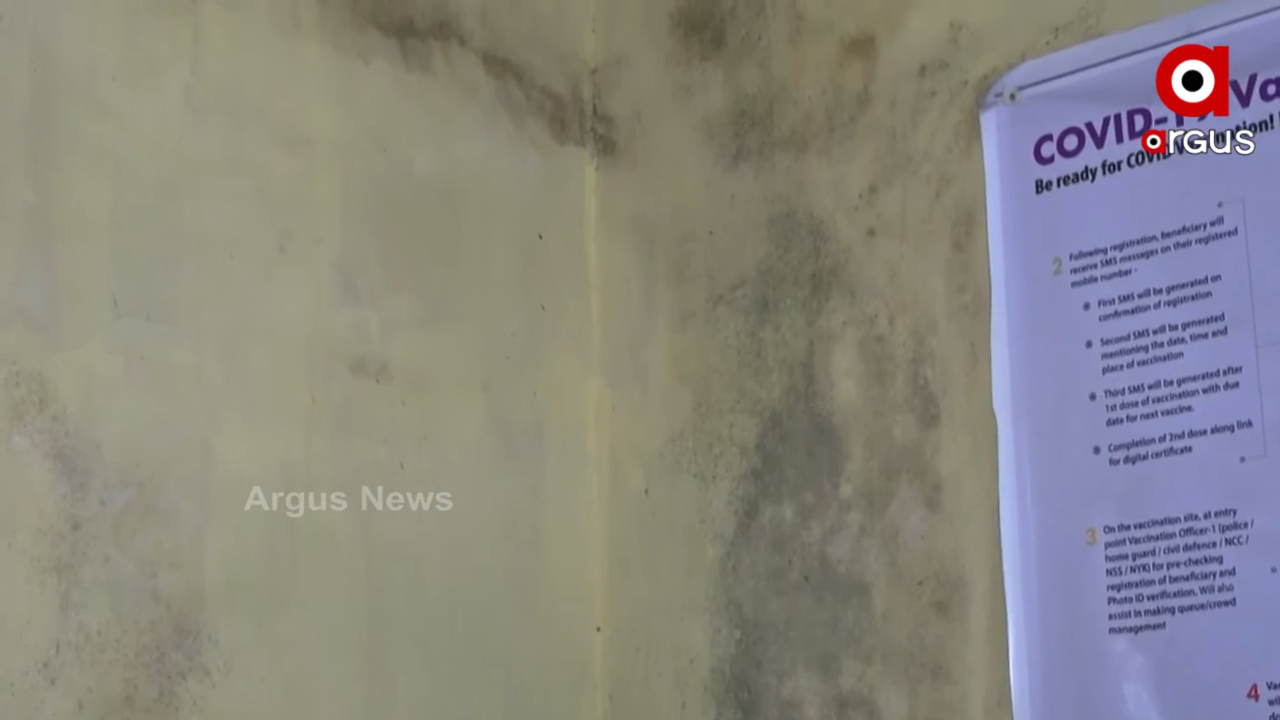 COVID-19 Va
argus
Be ready for COVID Vaccination!
2 Following registration, beneficiary will
receive SMS messages on their registered
mobile number -
First SMS will be generated on
confirmation of registration
Second SMS will be generated
mentioning the date, time and
place of vaccination
Third SMS will be generated after
1st dose of vaccination with due
date for next vaccine.
Completion of 2nd dose along link
for digital certificate
Argus News
3 On the vaccination site, at entry
point Vaccination Officer-1 (police /
home guard / civil defence / NCC /
NSS / NYK) for pre-checking
registration of beneficiary and
Photo ID verification. Will also
assist in making queue/crowd
management
4